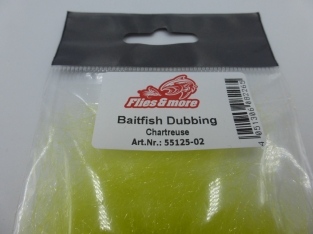 Flies & more
Baitfish Dubbing
Chartreuse
Art.Nr.: 55125-02